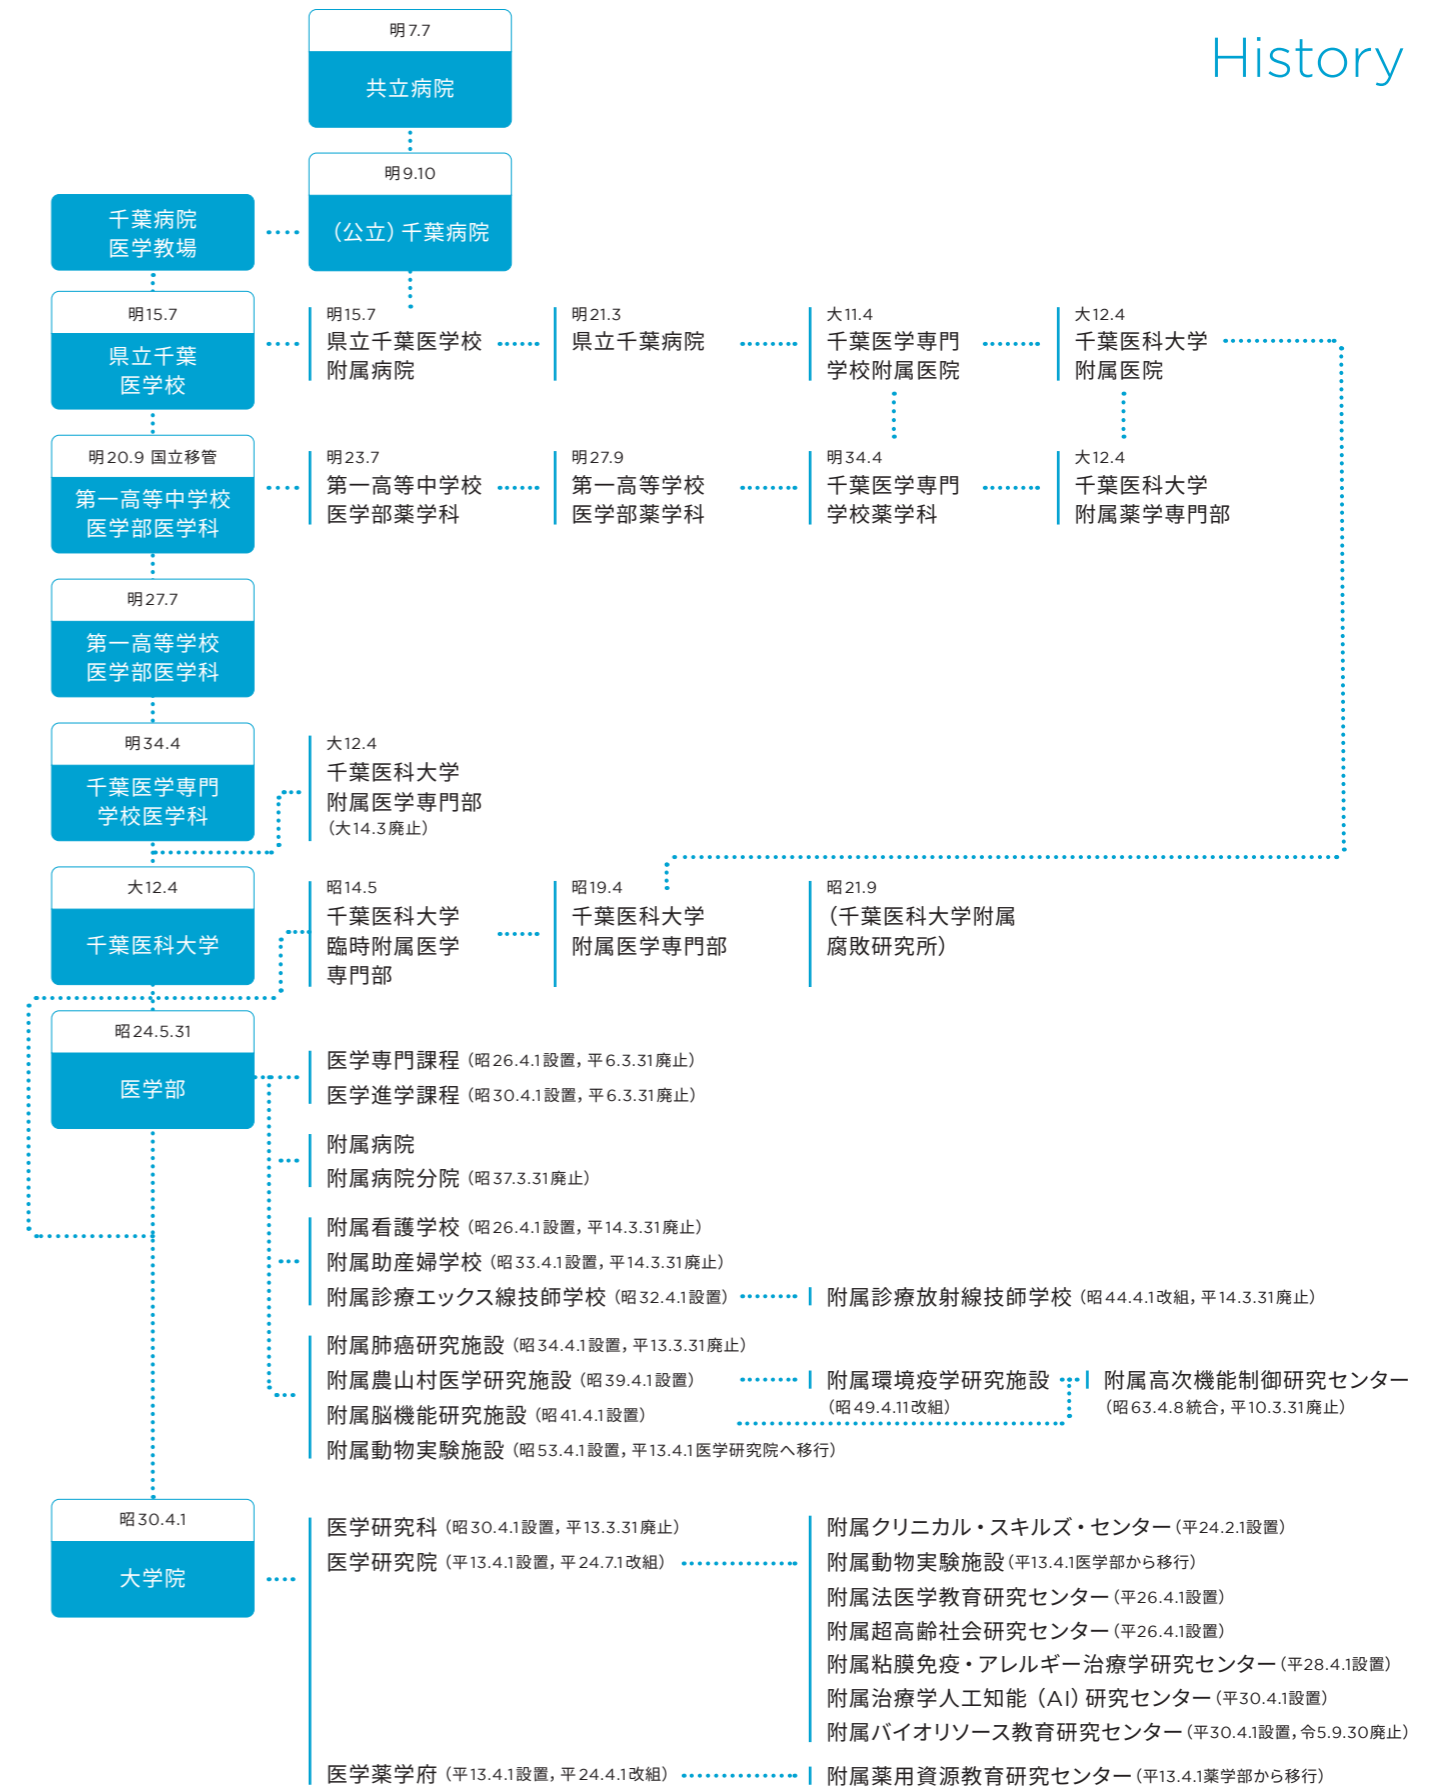 History
明7.7
共立病院
明9.10
(公立)千葉病院
千葉病院
医学教場
明15.7
県立千葉
医学校
明15.7
県立千葉医学校
附属病院
明21.3
県立千葉病院
大11.4
千葉医学専門
学校附属医院
大12.4
千葉医科大学
附属医院
明20.9 国立移管
第一高等中学校
医学部医学科
明23.7
第一高等中学校
医学部薬学科
明27.9
第一高等学校
医学部薬学科
明34.4
千葉医学専門
学校薬学科
大12.4
千葉医科大学
附属薬学専門部
明27.7
第一高等学校
医学部医学科
明34.4
千葉医学専門
学校医学科
大12.4
千葉医科大学
附属医学専門部
(大14.3廃止)
大12.4
千葉医科大学
昭14.5
千葉医科大学
臨時附属医学
専門部
昭19.4
千葉医科大学
附属医学専門部
昭21.9
(千葉医科大学附属
腐敗研究所)
昭24.5.31
医学部
医学専門課程(昭26.4.1設置,平6.3.31廃止)
医学進学課程(昭30.4.1設置,平6.3.31廃止)
附属病院
附属病院分院(昭37.3.31廃止)
附属看護学校(昭26.4.1設置,平14.3.31廃止)
附属助産婦学校(昭33.4.1設置,平14.3.31廃止)
附属診療エックス線技師学校(昭32.4.1設置)
附属診療放射線技師学校(昭44.4.1改組,平14.3.31廃止)
附属肺癌研究施設(昭34.4.1設置,平13.3.31廃止)
附属農山村医学研究施設(昭39.4.1設置)
附属環境疫学研究施設
(昭49.4.11改組)
附属高次機能制御研究センター
(昭63.4.8統合,平10.3.31廃止)
附属脳機能研究施設(昭41.4.1設置)
附属動物実験施設(昭53.4.1設置,平13.4.1医学研究院へ移行)
昭30.4.1
大学院
医学研究科(昭30.4.1設置,平13.3.31廃止)
医学研究院(平13.4.1設置,平24.7.1改組)
附属クリニカル・スキルズ・センター(平24.2.1設置)
附属動物実験施設(平13.4.1医学部から移行)
附属法医学教育研究センター(平26.4.1設置)
附属超高齢社会研究センター(平26.4.1設置)
附属粘膜免疫・アレルギー治療学研究センター(平28.4.1設置)
附属治療学人工知能(AI)研究センター(平30.4.1設置)
附属バイオリソース教育研究センター(平30.4.1設置,令5.9.30廃止)
医学薬学府(平13.4.1設置,平24.4.1改組)
附属薬用資源教育研究センター(平13.4.1薬学部から移行)